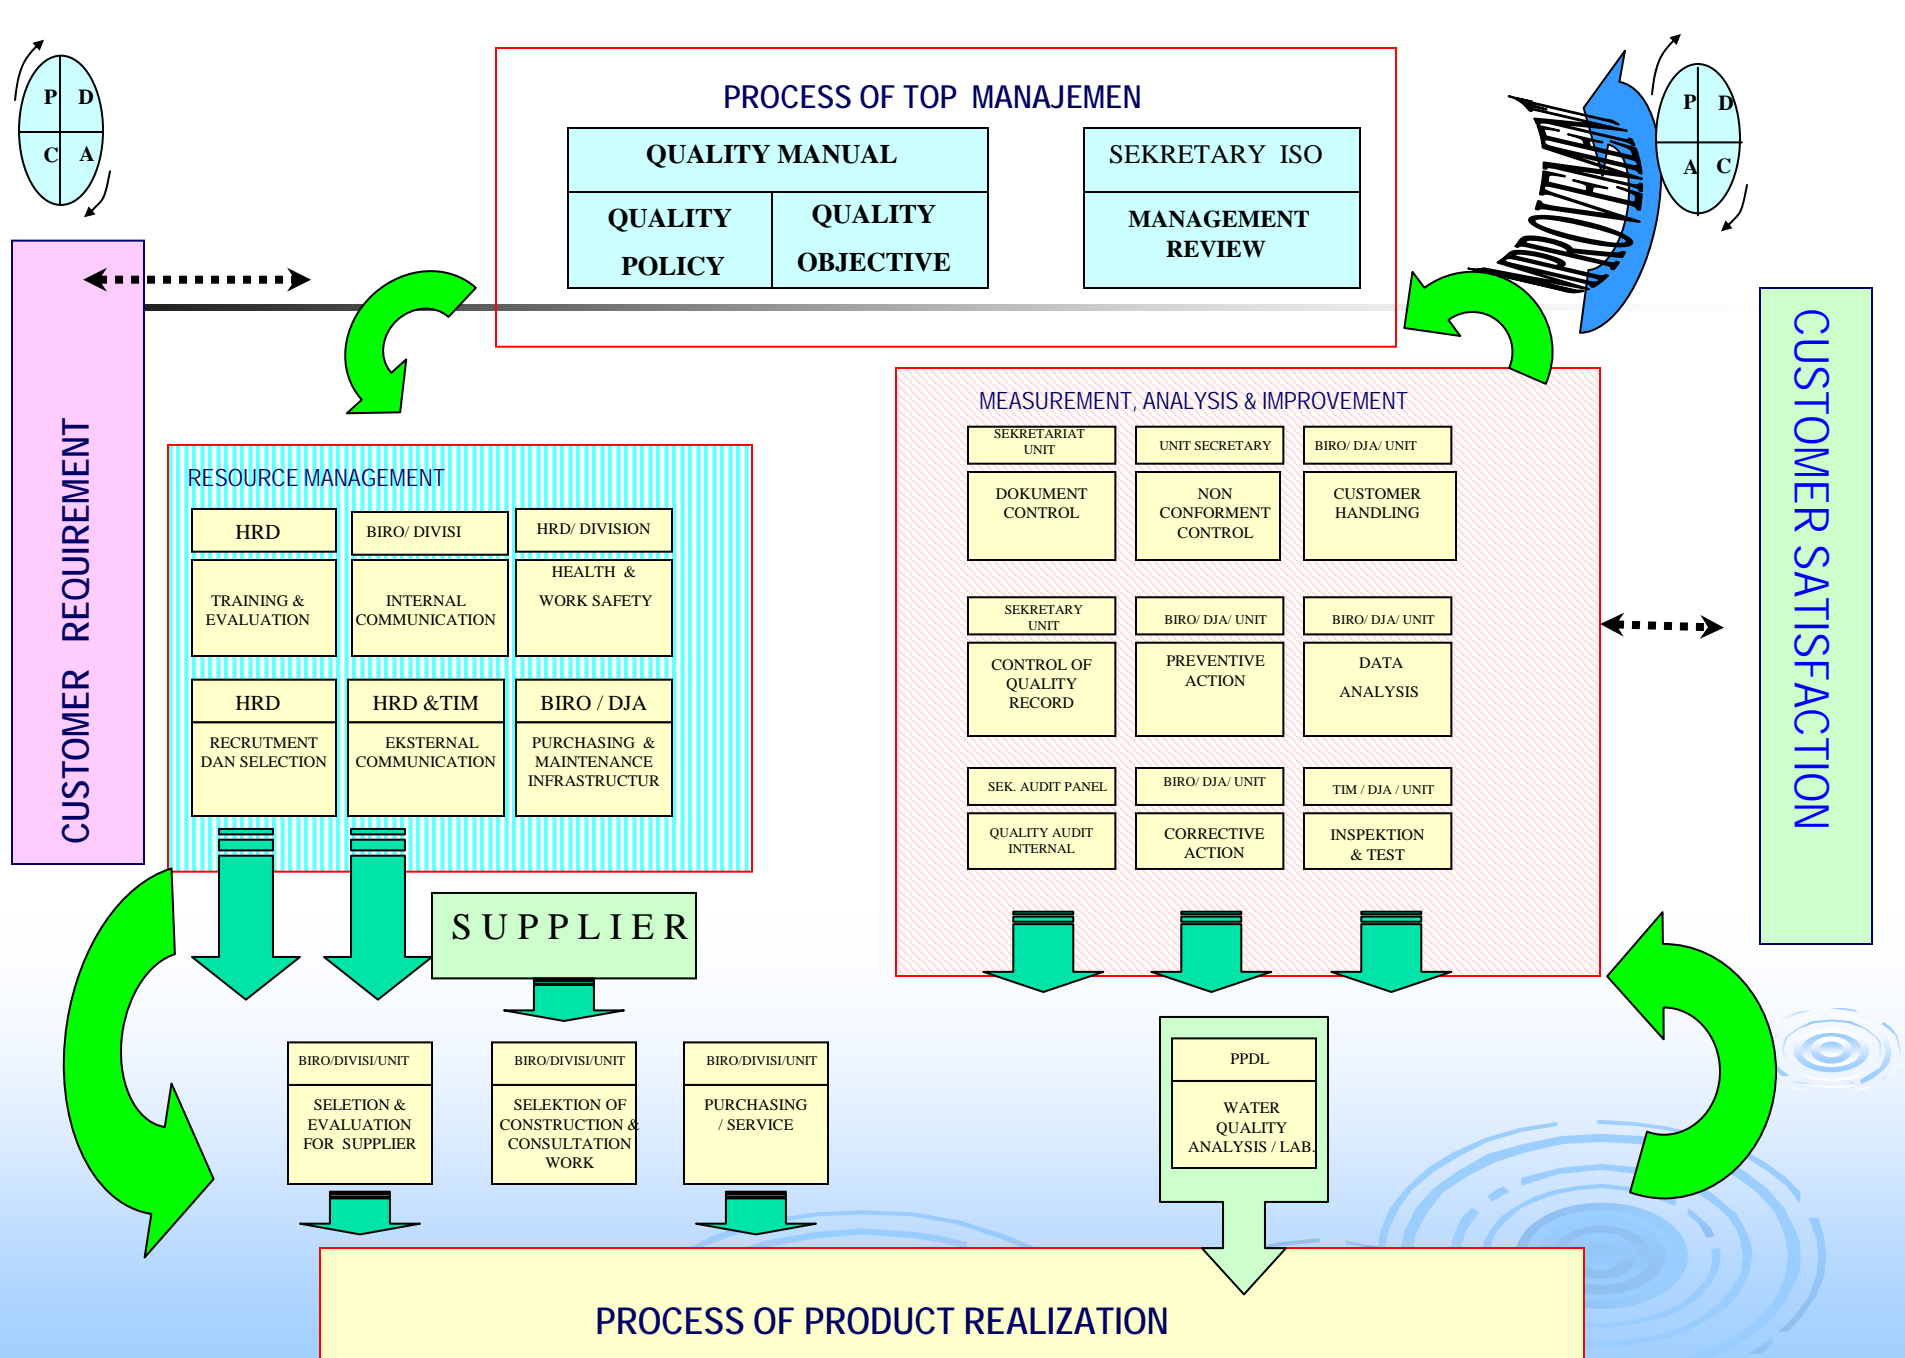 P D
C A
PROCESS OF TOP MANAJEMEN
QUALITY MANUAL
QUALITY
POLICY
QUALITY
OBJECTIVE
SEKRETARY ISO
MANAGEMENT
REVIEW
IMPROVEMENT
P D
A C
CUSTOMER REQUIREMENT
CUSTOMER SATISFACTION
RESOURCE MANAGEMENT
HRD
TRAINING &
EVALUATION
BIRO/ DIVISI
INTERNAL
COMMUNICATION
HRD/ DIVISION
HEALTH &
WORK SAFETY
HRD
RECRUTMENT
DAN SELECTION
HRD &TIM
EKSTERNAL
COMMUNICATION
BIRO / DJA
PURCHASING &
MAINTENANCE
INFRASTRUCTUR
MEASUREMENT, ANALYSIS & IMPROVEMENT
SEKRETARIAT
UNIT
DOKUMENT
CONTROL
UNIT SECRETARY
NON
CONFORMENT
CONTROL
BIRO/ DJA/ UNIT
CUSTOMER
HANDLING
SEKRETARY
UNIT
CONTROL OF
QUALITY
RECORD
BIRO/ DJA/ UNIT
PREVENTIVE
ACTION
BIRO/ DJA/ UNIT
DATA
ANALYSIS
SEK. AUDIT PANEL
QUALITY AUDIT
INTERNAL
BIRO/ DJA/ UNIT
CORRECTIVE
ACTION
TIM / DJA / UNIT
INSPEKTION
& TEST
SUPPLIER
BIRO/DIVISI/UNIT
SELETION &
EVALUATION
FOR SUPPLIER
BIRO/DIVISI/UNIT
SELEKTION OF
CONSTRUCTION &
CONSULTATION
WORK
BIRO/DIVISI/UNIT
PURCHASING
/ SERVICE
PPDL
WATER
QUALITY
ANALYSIS / LAB.
PROCESS OF PRODUCT REALIZATION